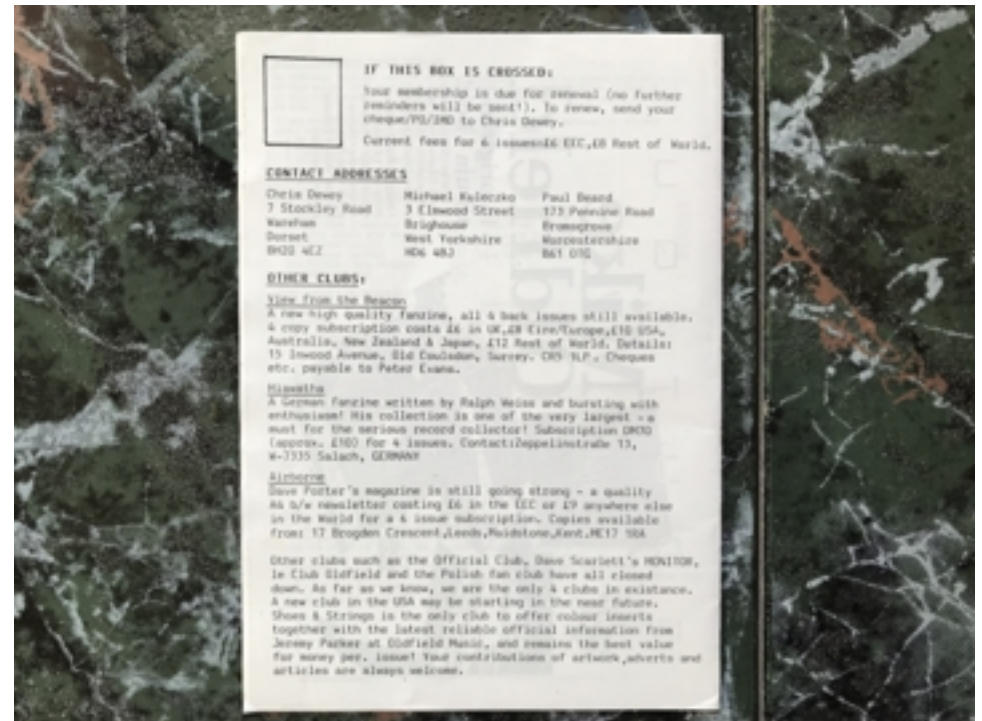 IF THIS BOX IS CROSSED:
Your membership is due for renewal (no further
reminders will be sent!). To renew, send your
cheque/PO/IMO to Chris Dewey.
Current fees for 6 issues=£6 EEC,£8 Rest of World.
CONTACT ADDRESSES
Chris Dewey Michael Kuleczko Paul Beard
7 Stockley Road 3 Elmwood Street 173 Pennine Road
Wareham Brighouse Bromsgrove
Dorset West Yorkshire Worcestershire
BH20 HD6 B61
OTHER CLUBS:
View from the Beacon
A new high quality fanzine, all 4 back issues still available.
4 copy subscription costs £6 in UK,£8 Eire/Europe,£10 USA,
Australia, New Zealand & Japan, £12 Rest of World. Details:
15 Inwood Avenue, Old Coulsdon, Surrey. CR5 1LP. Cheques
etc. payable to Peter Evans.
Hiawatha
A German fanzine written by Ralph Weiss and bursting with
enthusiasm! His collection is one of the very largest - a
must for the serious record collector! Subscription DM30
(approx. £10) for 4 issues. Contact:Zeppelinstraße 13,
W-7335 Salach, GERMANY
Airborne
Dave Porter's magazine is still going strong - a quality
b/w newsletter costing £6 in the EEC or £9 anywhere else
in the World for a 6 issue subscription. Copies available
from: 17 Brogden Crescent,Leeds,Maidstone,Kent.ME17
Other clubs such as the Official Club, Dave Scarlett's MONITOR,
le Club Oldfield and the Polish fan club have all closed
down. As far as we know, we are the only 4 clubs in existance.
A new club in the USA may be starting in the near future.
Shoes & Strings is the only club to offer colour inserts
together with the latest reliable official information from
Jeremy Parker at Oldfield Music, and remains the best value
for money per. issue! Your contributions of artwork,adverts and
articles are always welcome.